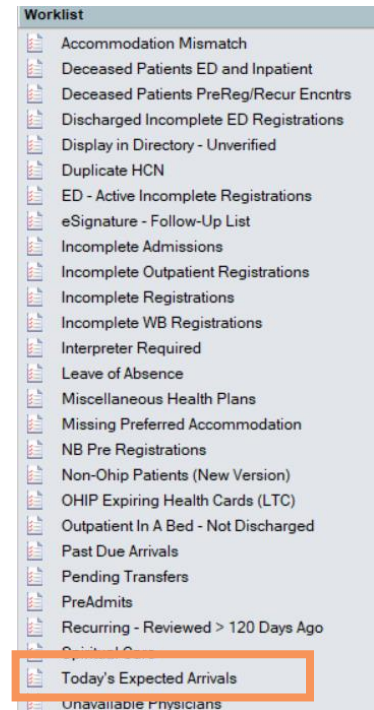 Worklist
Accommodation Mismatch
Deceased Patients ED and Inpatient
Deceased Patients PreReg/Recur Encntrs
Discharged Incomplete ED Registrations
Display in Directory - Unverified
Duplicate HCN
ED - Active Incomplete Registrations
eSignature - Follow-Up List
Incomplete Admissions
Incomplete Outpatient Registrations
Incomplete Registrations
Incomplete WB Registrations
Interpreter Required
Leave of Absence
Miscellaneous Health Plans
Missing Preferred Accommodation
NB Pre Registrations
Non-Ohip Patients (New Version)
OHIP Expiring Health Cards (LTC)
Outpatient In A Bed - Not Discharged
Past Due Arrivals
Pending Transfers
PreAdmits
Recurring - Reviewed > 120 Days Ago
Spiritual Care
Today's Expected Arrivals
Unavailable Physicians